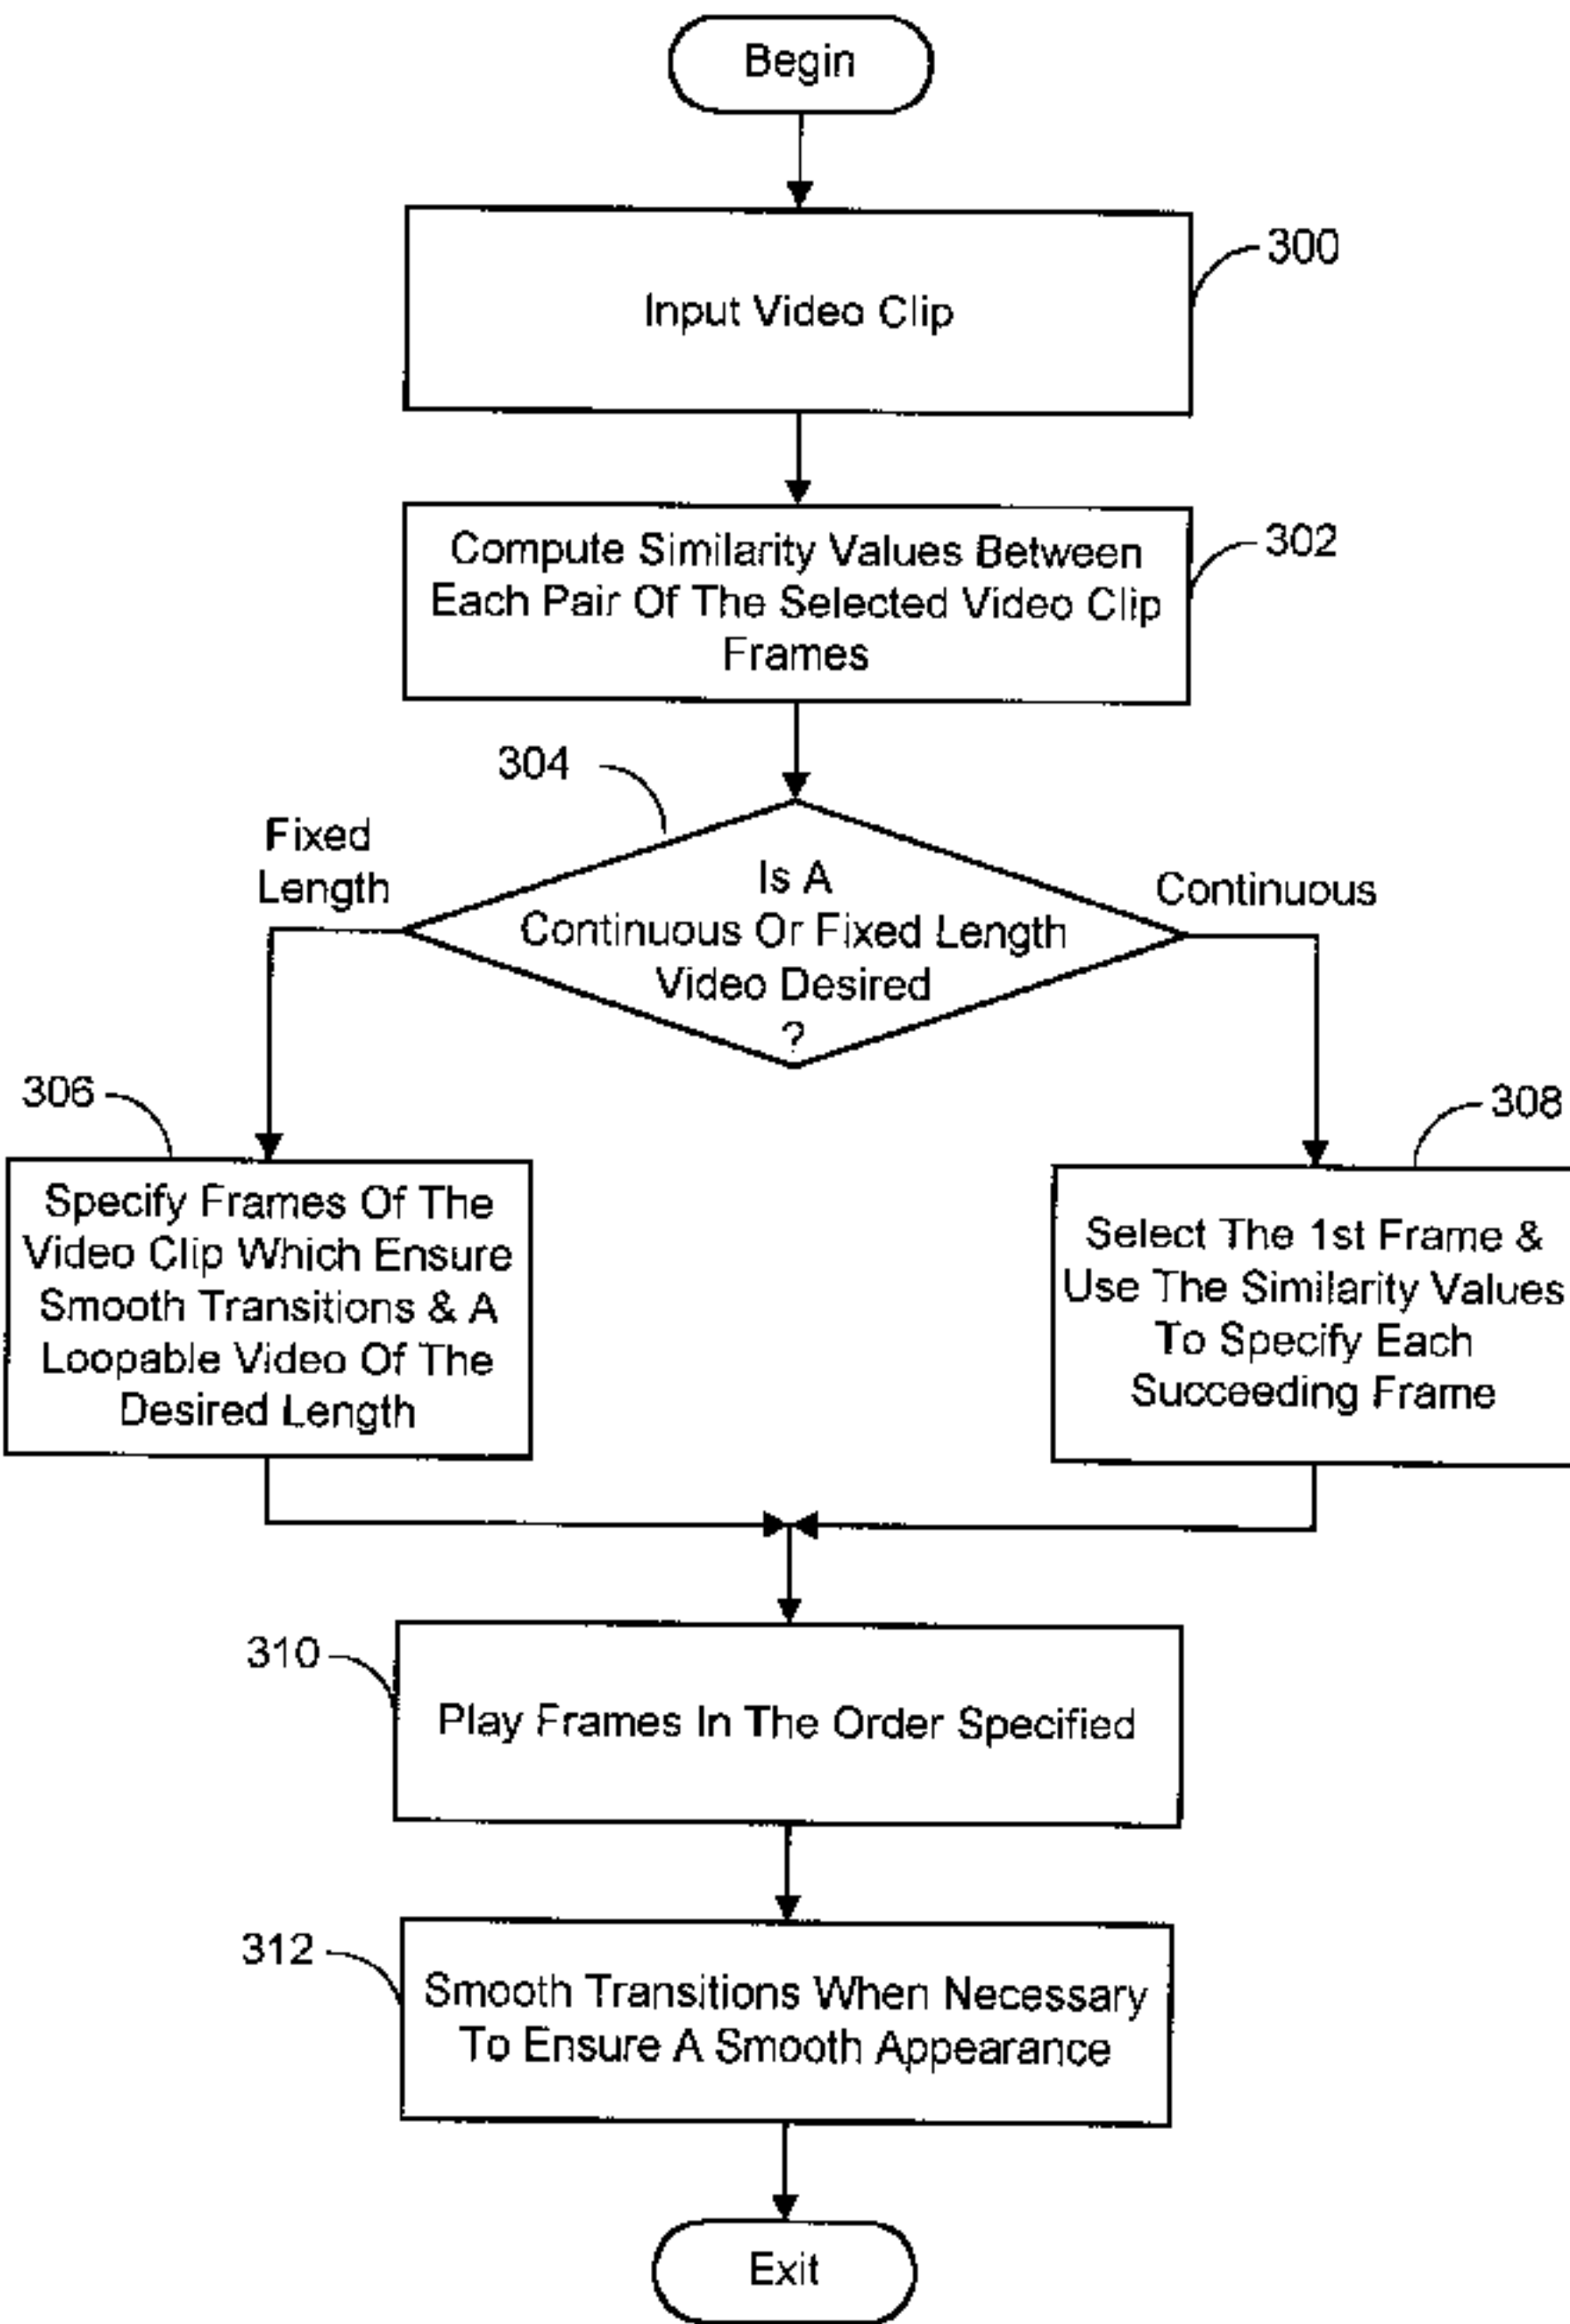 Begin
300
Input Video Clip
302
Compute Similarity Values Between
Each Pair Of The Selected Video Clip
Frames
304
Fixed
Length
Continuous
Is A
Continuous Or Fixed Length
Video Desired
?
306
Specify Frames Of The
Video Clip Which Ensure
Smooth Transitions & A
Loopable Video Of The
Desired Length
308
Select The 1st Frame &
Use The Similarity Values
To Specify Each
Succeeding Frame
310
Play Frames In The Order Specified
312
Smooth Transitions When Necessary
To Ensure A Smooth Appearance
Exit